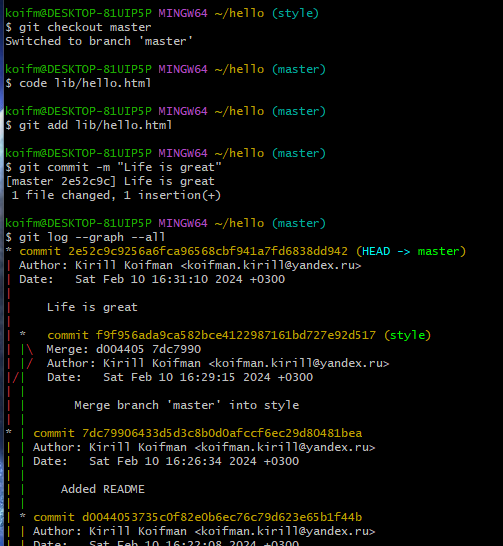 koifm@DESKTOP-81UIP5P MINGW64 ~/hello (style)
$ git checkout master
Switched to branch 'master'
koifm@DESKTOP-81UIP5P MINGW64 ~/hello (master)
$ code lib/hello.html
koifm@DESKTOP-81UIP5P MINGW64 ~/hello (master)
$ git add lib/hello.html
koifm@DESKTOP-81UIP5P MINGW64 ~/hello (master)
$ git commit -m "Life is great"
[master 2e52c9c] Life is great
 1 file changed, 1 insertion(+)
koifm@DESKTOP-81UIP5P MINGW64 ~/hello (master)
$ git log --graph --all
* commit 2e52c9c9256a6fca96568cbf941a7fd6838dd942 (HEAD -> master)
| Author: Kirill Koifman <koifman.kirill@yandex.ru>
| Date:   Sat Feb 10 16:31:10 2024 +0300
|
|     Life is great
|
| *   commit f9f956ada9ca582bce4122987161bd727e92d517 (style)
| |\  Merge: d004405 7dc7990
| |/  Author: Kirill Koifman <koifman.kirill@yandex.ru>
|/|   Date:   Sat Feb 10 16:29:15 2024 +0300
| |
| |       Merge branch 'master' into style
| |
* | commit 7dc79906433d5d3c8b0d0afccf6ec29d80481bea
| | Author: Kirill Koifman <koifman.kirill@yandex.ru>
| | Date:   Sat Feb 10 16:26:34 2024 +0300
| |
| |     Added README
| |
| * commit d0044053735c0f82e0b6ec76c79d623e65b1f44b
| | Author: Kirill Koifman <koifman.kirill@yandex.ru>
| | Date:   Sat Feb 10 16:22:08 2024 +0300